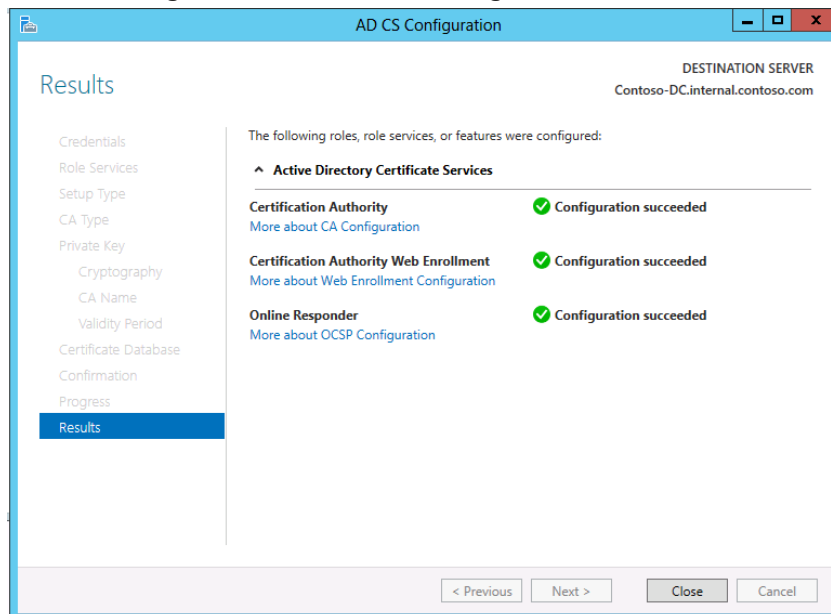 AD CS Configuration
Results
DESTINATION SERVER
Contoso-DC.internal.contoso.com
Credentials
Role Services
Setup Type
CA Type
Private Key
Cryptography
CA Name
Validity Period
Certificate Database
Confirmation
Progress
Results
The following roles, role services, or features were configured:
Active Directory Certificate Services
Certification Authority Configuration succeeded
More about CA Configuration
Certification Authority Web Enrollment Configuration succeeded
More about Web Enrollment Configuration
Online Responder Configuration succeeded
More about OCSP Configuration
< Previous Next > Close Cancel